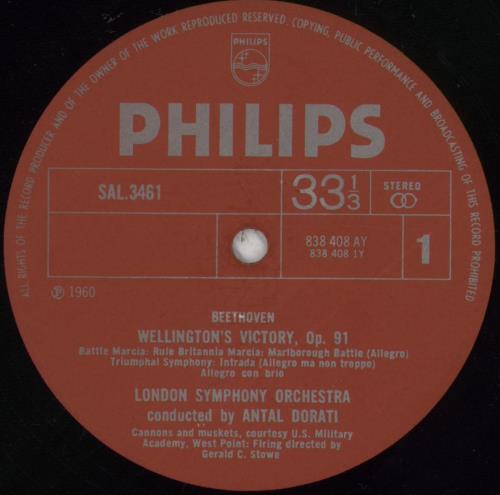 ALL RIGHTS OF THE RECORD PRODUCER AND OF THE OWNER OF THE WORK REPRODUCED RESERVED. COPYING, PUBLIC PERFORMANCE AND BROADCASTING OF THIS RECORD PROHIBITED
PHILIPS
PHILIPS
SAL.3461
33⅓
STEREO
838 408 AY
838 408 1Y
1
Ⓟ 1960
BEETHOVEN
WELLINGTON'S VICTORY, Op. 91
Battle Marcia: Rule Britannia Marcia: Marlborough Battle (Allegro)
Triumphal Symphony: Intrada (Allegro ma non troppo)
Allegro con brio
LONDON SYMPHONY ORCHESTRA
conducted by ANTAL DORATI
Cannons and muskets, courtesy U.S. Military
Academy, West Point: Firing directed by
Gerald C. Stowe